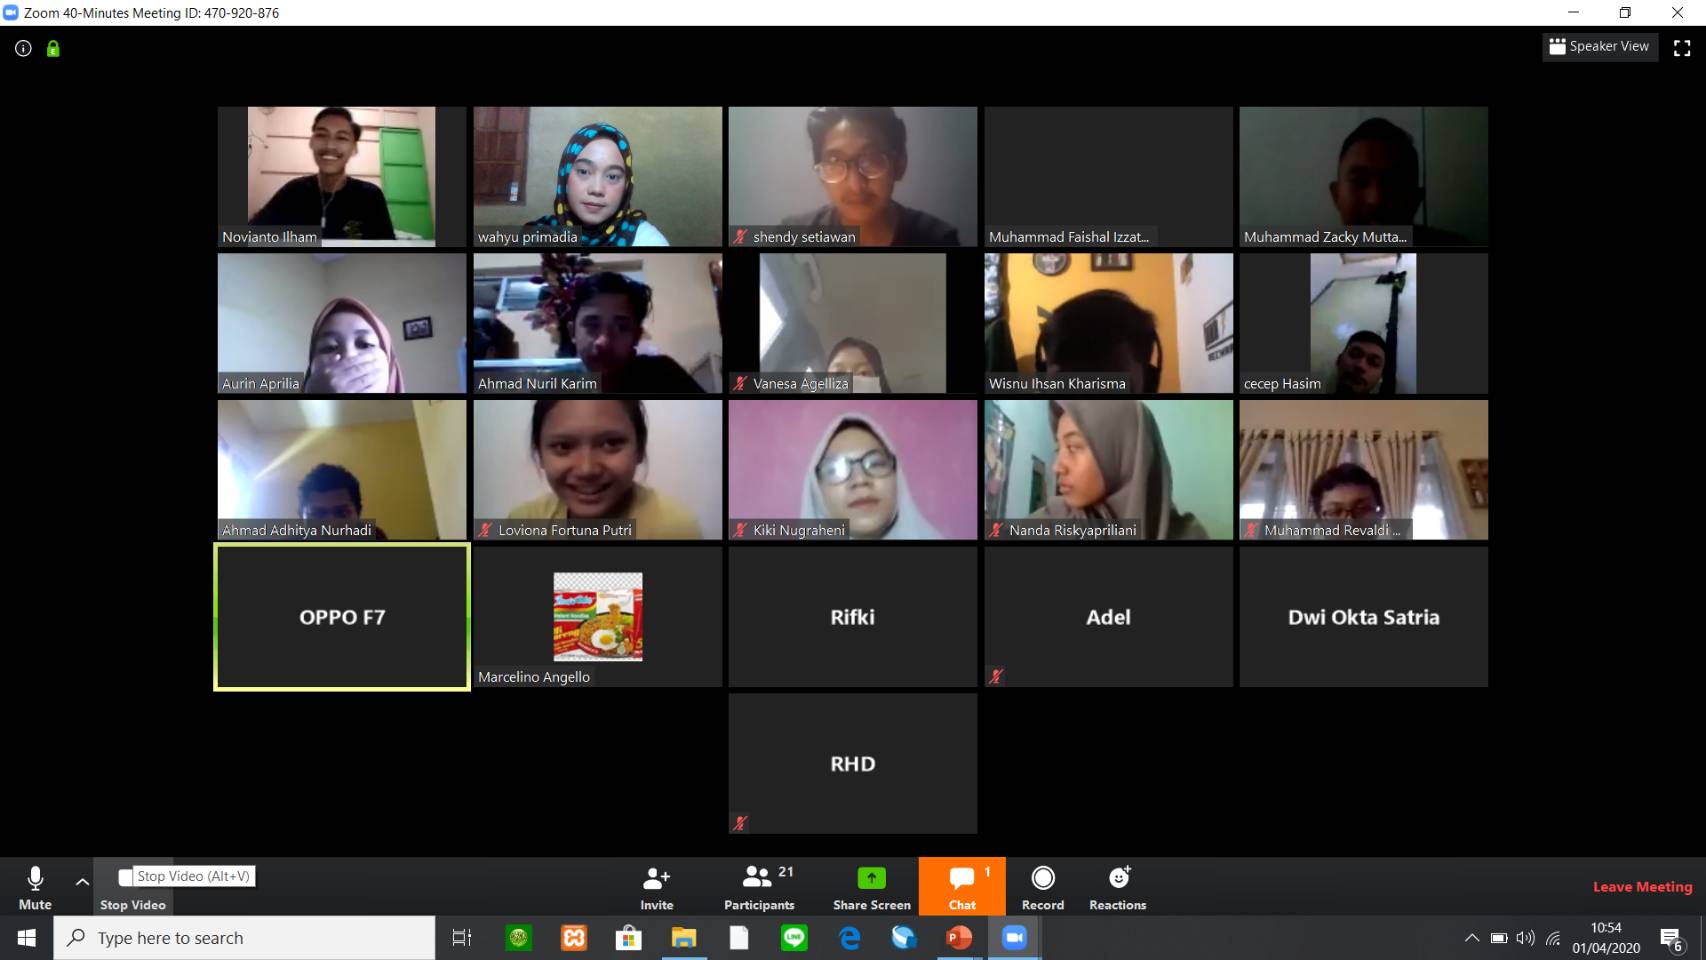 Zoom 40-Minutes Meeting ID: 470-920-876
Speaker View
Novianto Ilham
wahyu primadia
shendy setiawan
Muhammad Faishal Izzat...
Muhammad Zacky Mutta...
Aurin Aprilia
Ahmad Nuril Karim
Vanesa Agelliza
Wisnu Ihsan Kharisma
cecep Hasim
Ahmad Adhitya Nurhadi
Loviona Fortuna Putri
Kiki Nugraheni
Nanda Riskyapriliani
Muhammad Revaldi ...
OPPO F7
Marcelino Angello
Rifki
Adel
Dwi Okta Satria
RHD
Stop Video (Alt+V)
21
1
Mute
Stop Video
Invite
Participants
Share Screen
Chat
Record
Reactions
Leave Meeting
Type here to search
LINE
10:54
01/04/2020
6